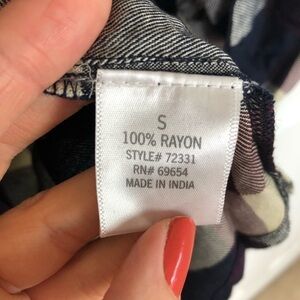 S
100% RAYON
STYLE# 72331
RN# 69654
MADE IN INDIA